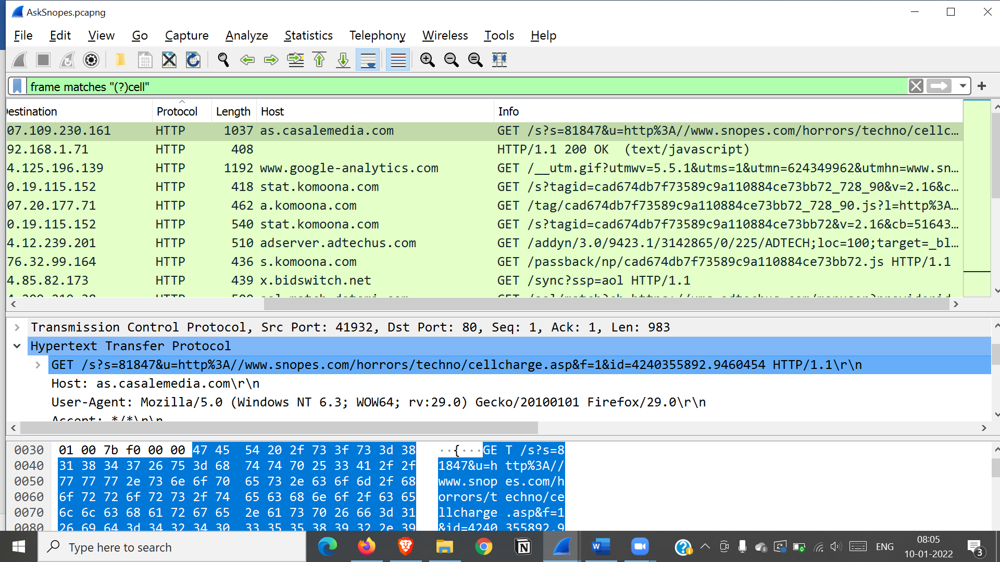 AskSnopes.pcapng
File Edit View Go Capture Analyze Statistics Telephony Wireless Tools Help
frame matches "(?)cell"
Destination Protocol Length Host Info
07.109.230.161 HTTP 1037 as.casalemedia.com GET /s?s=81847&u=http%3A//www.snopes.com/horrors/techno/cellc…
92.168.1.71 HTTP 408 HTTP/1.1 200 OK (text/javascript)
4.125.196.139 HTTP 1192 www.google-analytics.com GET /__utm.gif?utmwv=5.5.1&utms=1&utmn=624349962&utmhn=www.sn…
0.19.115.152 HTTP 418 stat.komoona.com GET /s?tagid=cad674db7f73589c9a110884ce73bb72_728_90&v=2.16&c…
07.20.177.71 HTTP 462 a.komoona.com GET /tag/cad674db7f73589c9a110884ce73bb72_728_90.js?l=http%3A…
0.19.115.152 HTTP 540 stat.komoona.com GET /s?tagid=cad674db7f73589c9a110884ce73bb72&v=2.16&cb=51643…
4.12.239.201 HTTP 510 adserver.adtechus.com GET /addyn/3.0/9423.1/3142865/0/225/ADTECH;loc=100;target=_bl…
76.32.99.164 HTTP 436 s.komoona.com GET /passback/np/cad674db7f73589c9a110884ce73bb72.js HTTP/1.1
4.85.82.173 HTTP 439 x.bidswitch.net GET /sync?ssp=aol HTTP/1.1
Transmission Control Protocol, Src Port: 41932, Dst Port: 80, Seq: 1, Ack: 1, Len: 983
Hypertext Transfer Protocol
GET /s?s=81847&u=http%3A//www.snopes.com/horrors/techno/cellcharge.asp&f=1&id=4240355892.9460454 HTTP/1.1\r\n
Host: as.casalemedia.com\r\n
User-Agent: Mozilla/5.0 (Windows NT 6.3; WOW64; rv:29.0) Gecko/20100101 Firefox/29.0\r\n
Accept: */*\r\n
0030 01 00 7b f0 00 00 47 45 54 20 2f 73 3f 73 3d 38 ··{···GE T /s?s=8
0040 31 38 34 37 26 75 3d 68 74 74 70 25 33 41 2f 2f 1847&u=h ttp%3A//
0050 77 77 77 2e 73 6e 6f 70 65 73 2e 63 6f 6d 2f 68 www.snop es.com/h
0060 6f 72 72 6f 72 73 2f 74 65 63 68 6e 6f 2f 63 65 orrors/t echno/ce
0070 6c 6c 63 68 61 72 67 65 2e 61 73 70 26 66 3d 31 llcharge .asp&f=1
0080 26 69 64 3d 34 32 34 30 33 35 35 38 39 32 2e 39 &id=4240 355892.9
Type here to search
W
N
ENG
08:05
10-01-2022
3